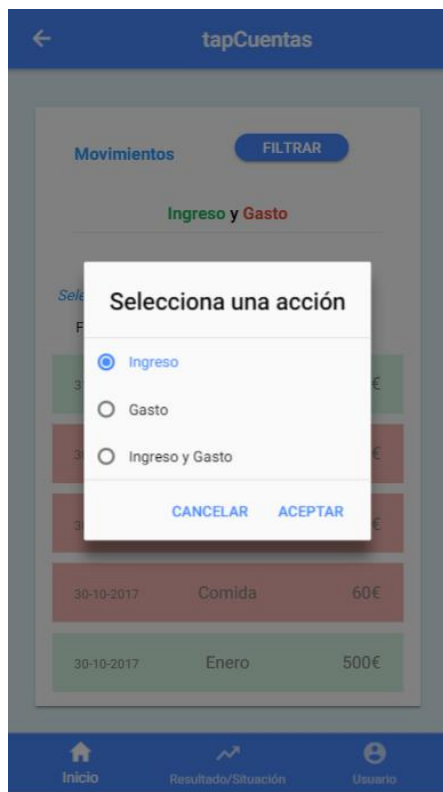 tapCuentas
Movimientos FILTRAR
Ingreso y Gasto
Selecciona una acción
Ingreso
Gasto
Ingreso y Gasto
CANCELAR ACEPTAR
€
€
€
30-10-2017 Comida 60€
30-10-2017 Enero 500€
Inicio Resultado/Situación Usuario